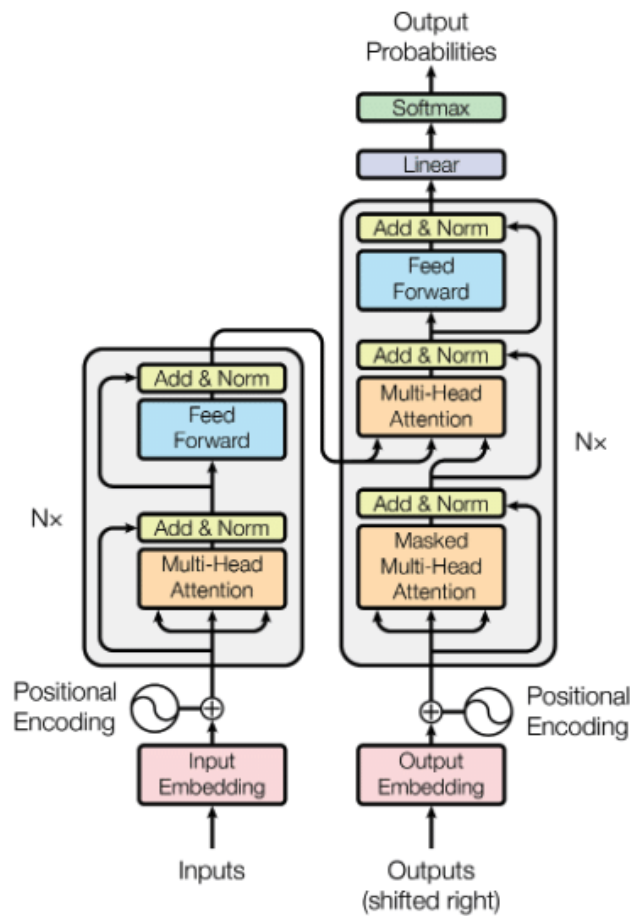 Output
Probabilities
Softmax
Linear
Add & Norm
Feed
Forward
Add & Norm
Multi-Head
Attention
Nx
Add & Norm
Masked
Multi-Head
Attention
Add & Norm
Feed
Forward
Nx
Add & Norm
Multi-Head
Attention
Positional
Encoding
Positional
Encoding
Input
Embedding
Output
Embedding
Inputs
Outputs
(shifted right)